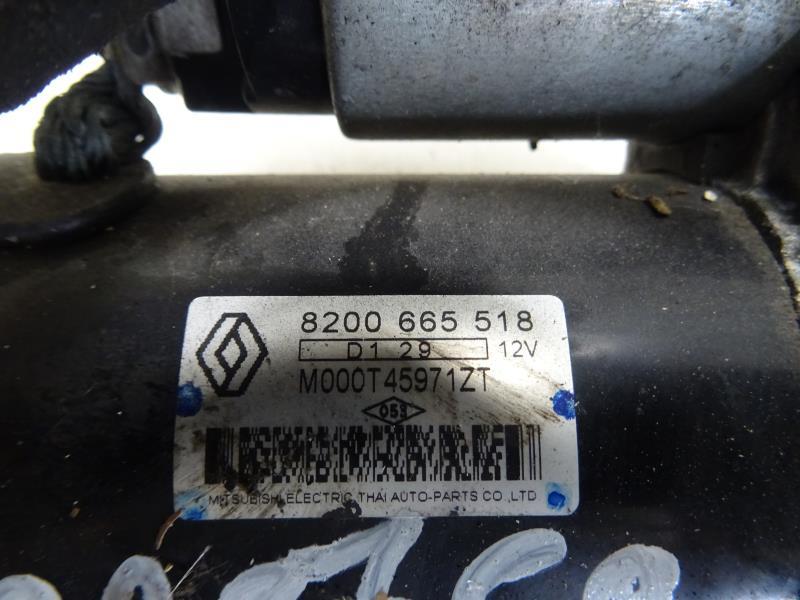 8200 665 518
D1 29 12V
M000T45971ZT
053
MITSUBISHI ELECTRIC THAI AUTO-PARTS CO.,LTD